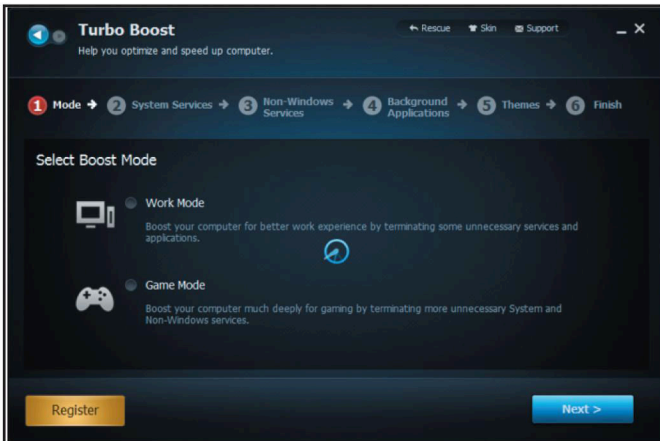 Turbo Boost
Rescue Skin Support
Help you optimize and speed up computer.
1 Mode 2 System Services 3 Non-Windows Services 4 Background Applications 5 Themes 6 Finish
Select Boost Mode
Work Mode
Boost your computer for better work experience by terminating some unnecessary services and
applications.
Game Mode
Boost your computer much deeply for gaming by terminating more unnecessary System and
Non-Windows services.
Register
Next >